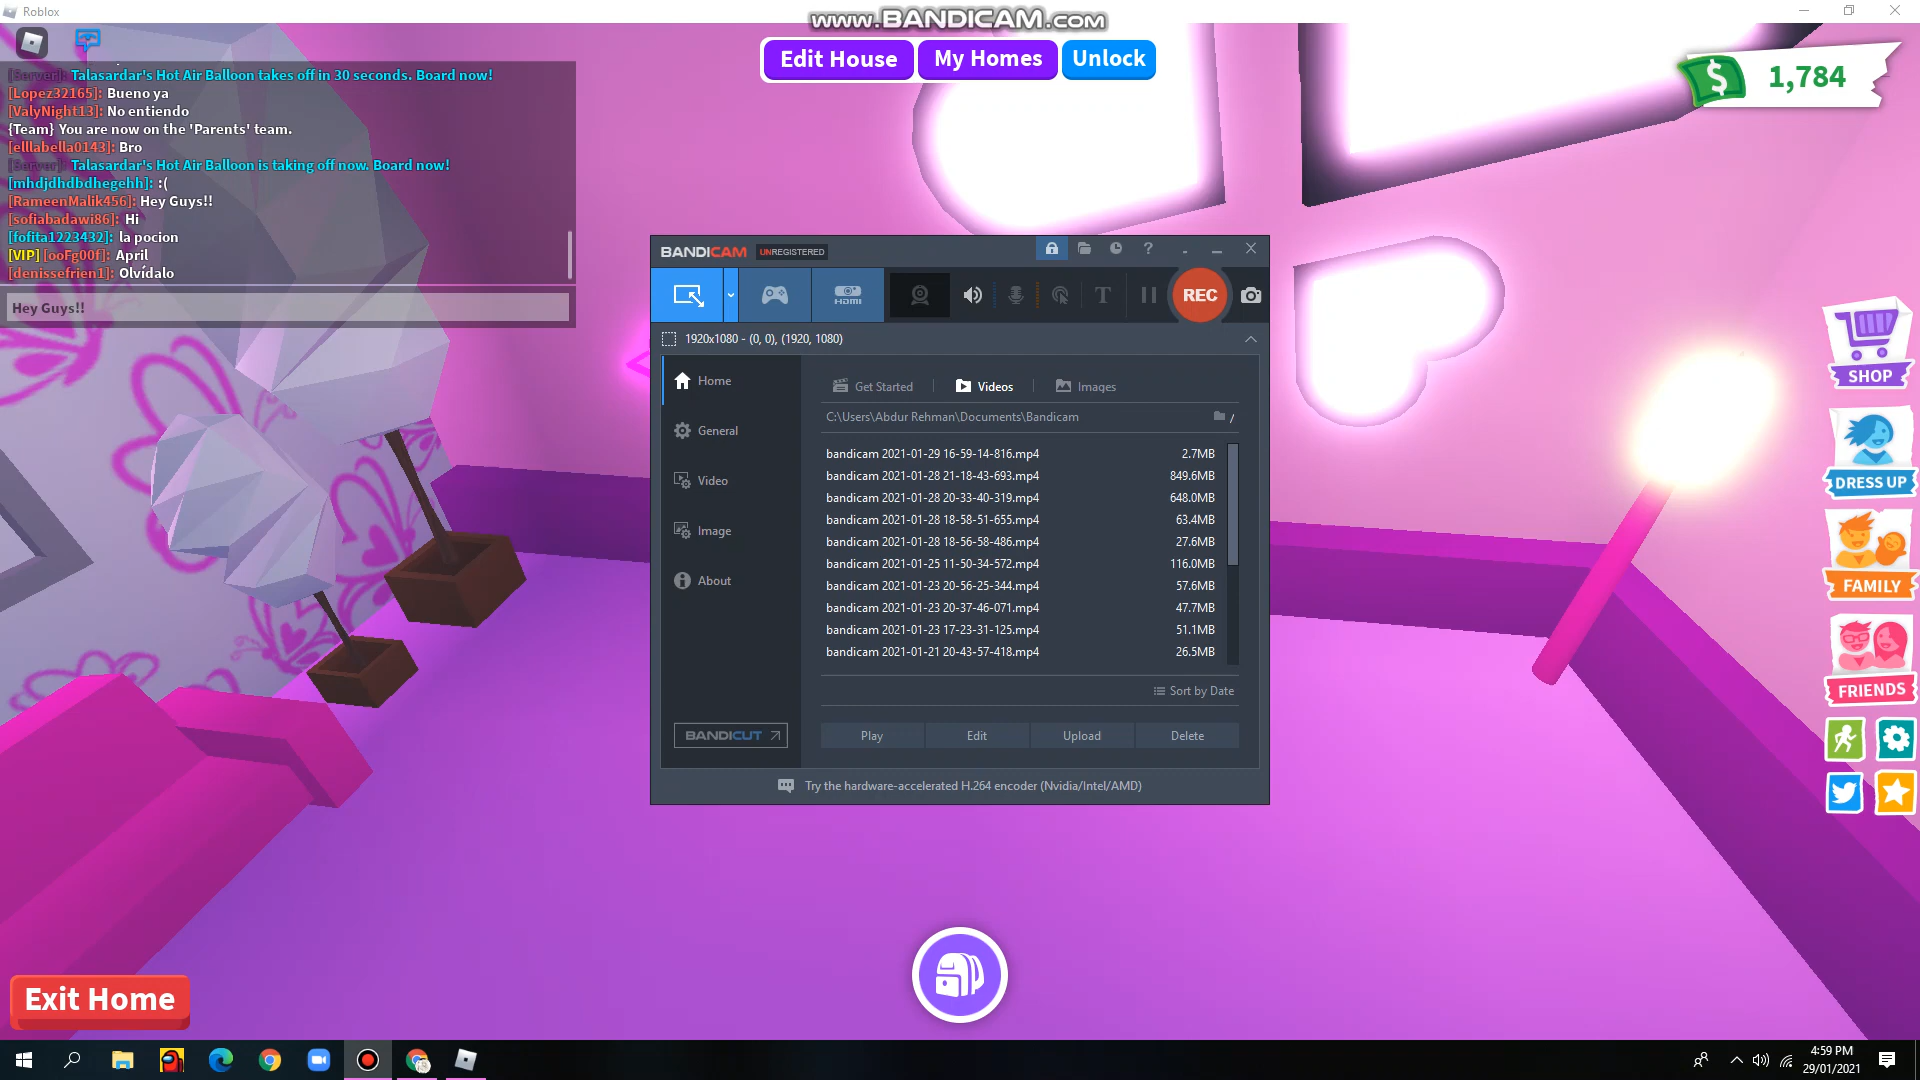 Roblox
www.BANDICAM.com
Edit House
My Homes
Unlock
1,784
[Server]: Talasardar's Hot Air Balloon takes off in 30 seconds. Board now!
[Lopez32165]: Bueno ya
[ValyNight13]: No entiendo
{Team} You are now on the 'Parents' team.
[elllabella0143]: Bro
[Server]: Talasardar's Hot Air Balloon is taking off now. Board now!
[mhdjdhdbdhegehh]: :(
[RameenMalik456]: Hey Guys!!
[sofiabadawi86]: Hi
[fofita1223432]: la pocion
[VIP] [ooFg00f]: April
[denissefrien1]: Olvídalo
Hey Guys!!
BANDICAM UNREGISTERED
HDMI
REC
1920x1080 - (0, 0), (1920, 1080)
Home
General
Video
Image
About
BANDICUT
Get Started
Videos
Images
C:\Users\Abdur Rehman\Documents\Bandicam
bandicam 2021-01-29 16-59-14-816.mp4 2.7MB
bandicam 2021-01-28 21-18-43-693.mp4 849.6MB
bandicam 2021-01-28 20-33-40-319.mp4 648.0MB
bandicam 2021-01-28 18-58-51-655.mp4 63.4MB
bandicam 2021-01-28 18-56-58-486.mp4 27.6MB
bandicam 2021-01-25 11-50-34-572.mp4 116.0MB
bandicam 2021-01-23 20-56-25-344.mp4 57.6MB
bandicam 2021-01-23 20-37-46-071.mp4 47.7MB
bandicam 2021-01-23 17-23-31-125.mp4 51.1MB
bandicam 2021-01-21 20-43-57-418.mp4 26.5MB
Sort by Date
Play
Edit
Upload
Delete
Try the hardware-accelerated H.264 encoder (Nvidia/Intel/AMD)
SHOP
DRESS UP
FAMILY
FRIENDS
Exit Home
4:59 PM
29/01/2021